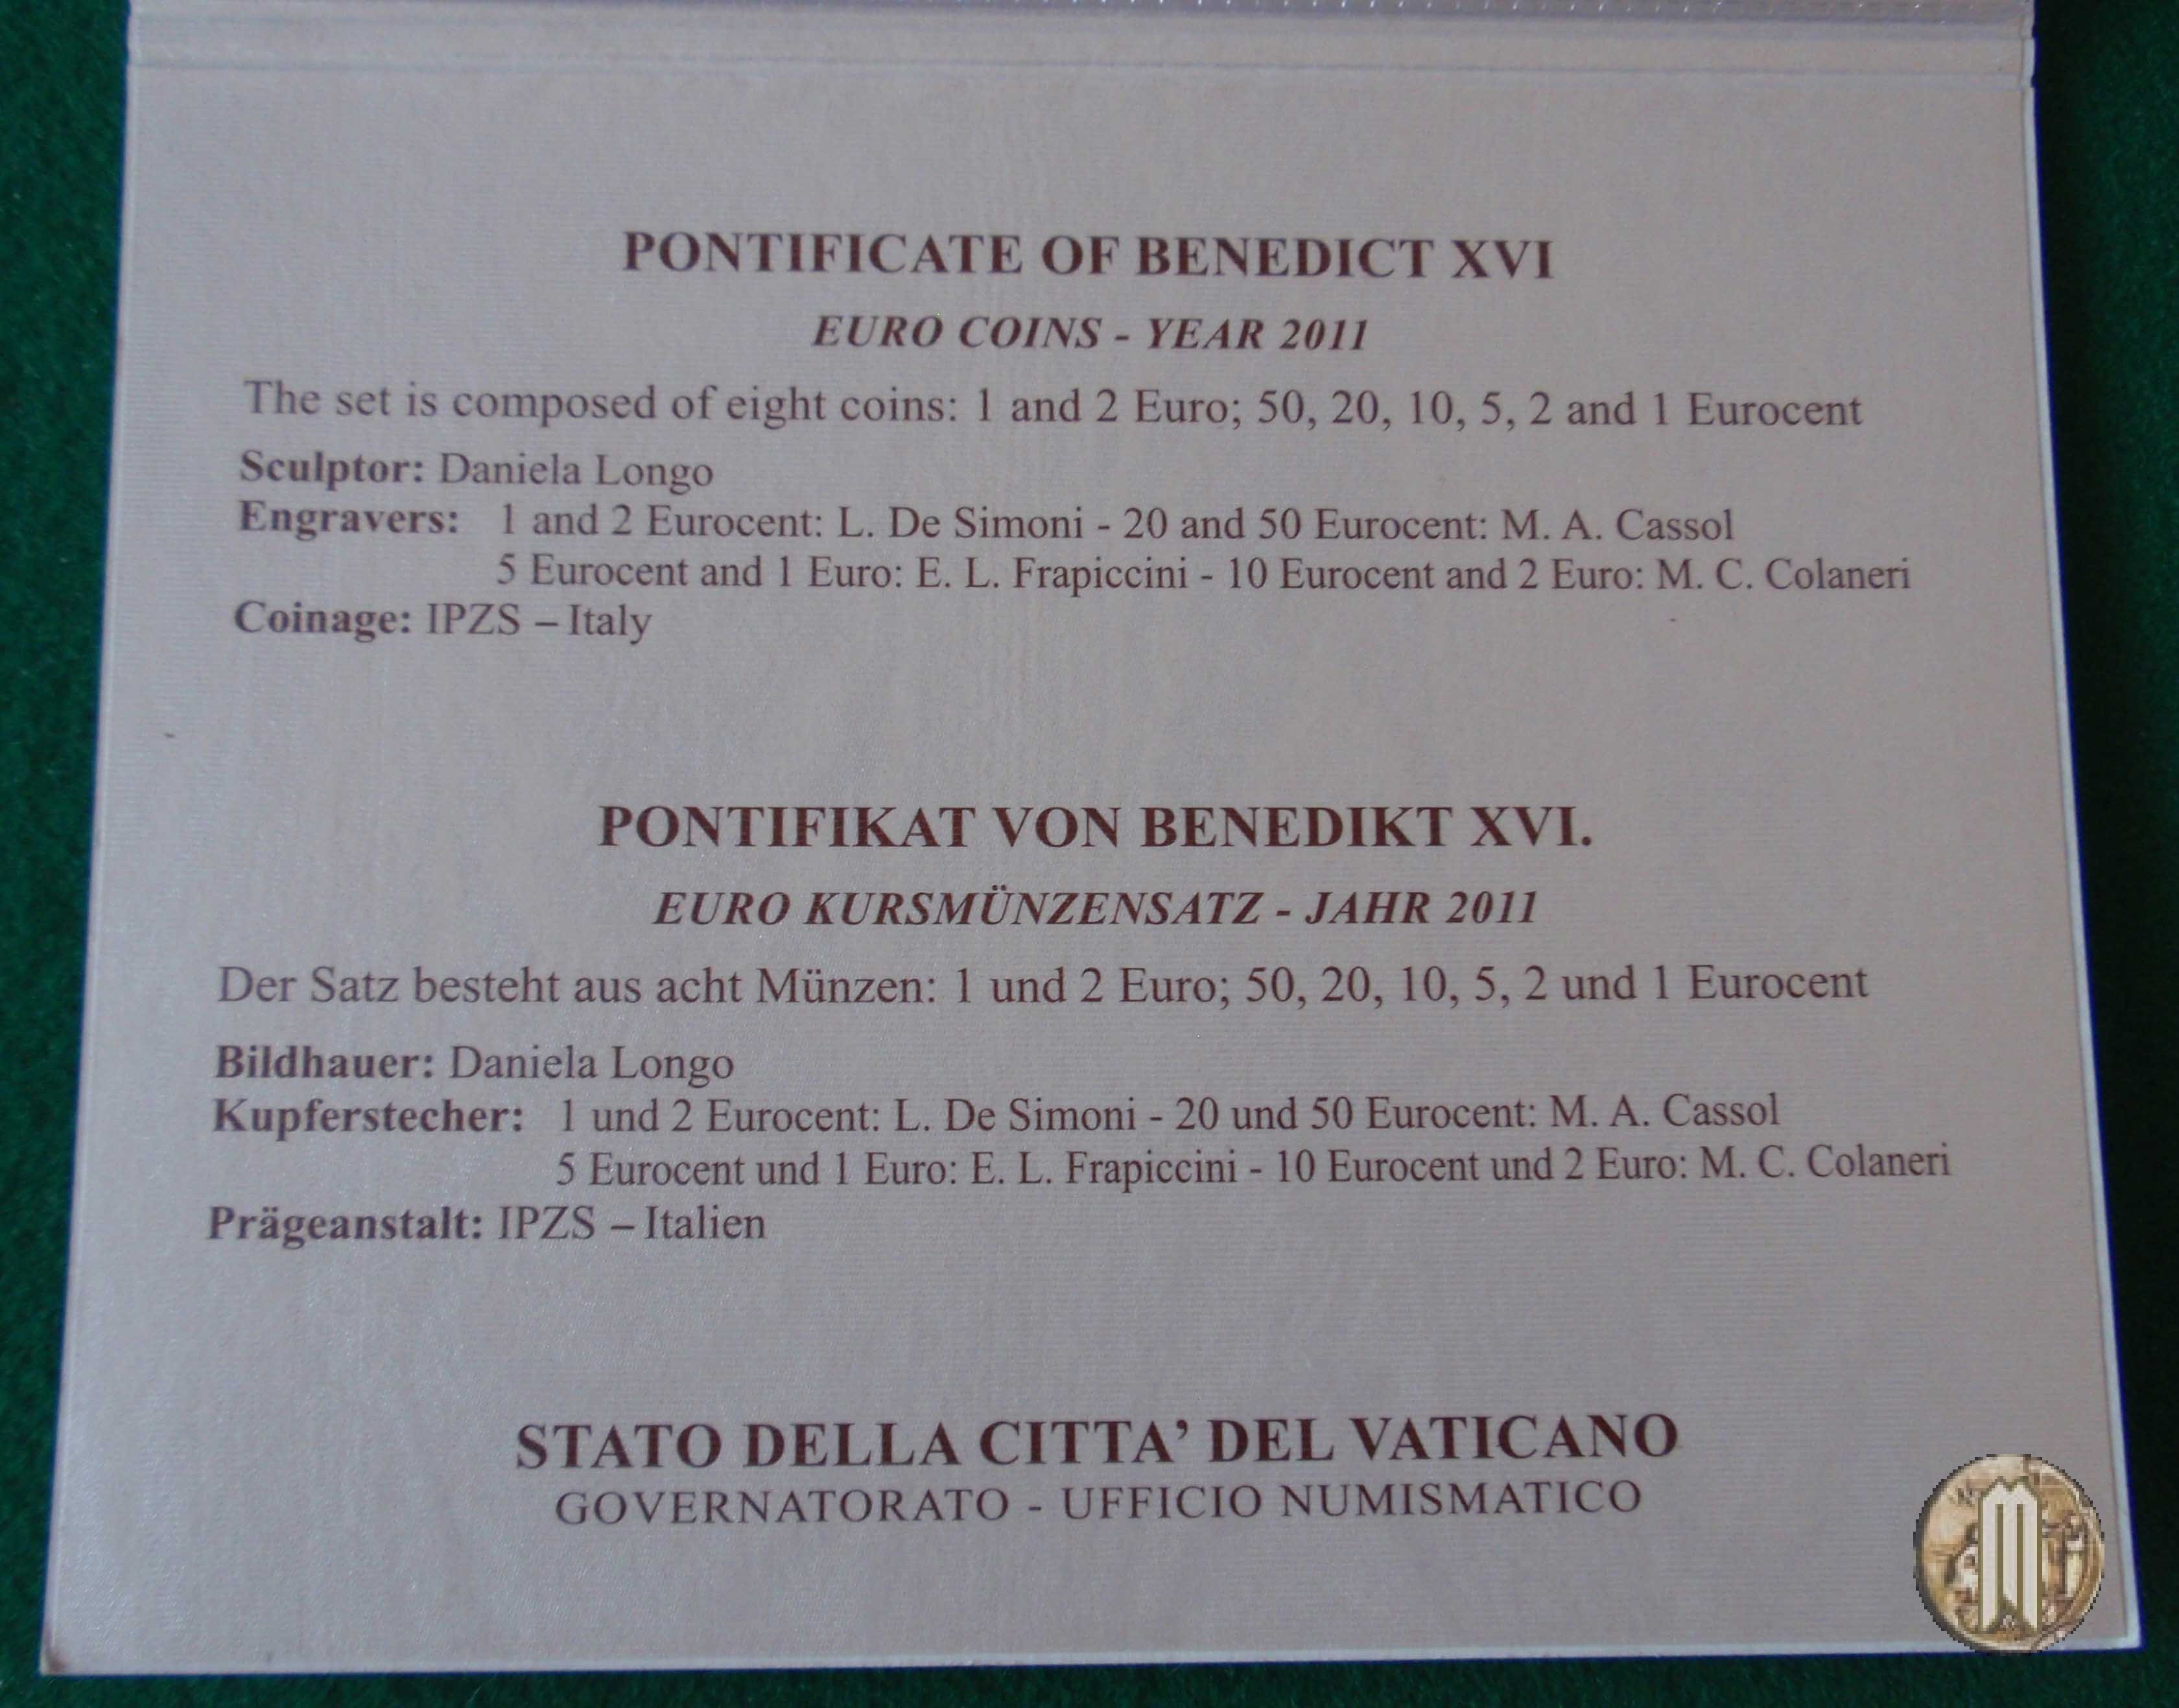 PONTIFICATE OF BENEDICT XVI
EURO COINS - YEAR 2011
The set is composed of eight coins: 1 and 2 Euro; 50, 20, 10, 5, 2 and 1 Eurocent
Sculptor: Daniela Longo
Engravers: 1 and 2 Eurocent: L. De Simoni - 20 and 50 Eurocent: M. A. Cassol
5 Eurocent and 1 Euro: E. L. Frapiccini - 10 Eurocent and 2 Euro: M. C. Colaneri
Coinage: IPZS – Italy
PONTIFIKAT VON BENEDIKT XVI.
EURO KURSMÜNZENSATZ - JAHR 2011
Der Satz besteht aus acht Münzen: 1 und 2 Euro; 50, 20, 10, 5, 2 und 1 Eurocent
Bildhauer: Daniela Longo
Kupferstecher: 1 und 2 Eurocent: L. De Simoni - 20 und 50 Eurocent: M. A. Cassol
5 Eurocent und 1 Euro: E. L. Frapiccini - 10 Eurocent und 2 Euro: M. C. Colaneri
Prägeanstalt: IPZS – Italien
STATO DELLA CITTA’ DEL VATICANO
GOVERNATORATO - UFFICIO NUMISMATICO